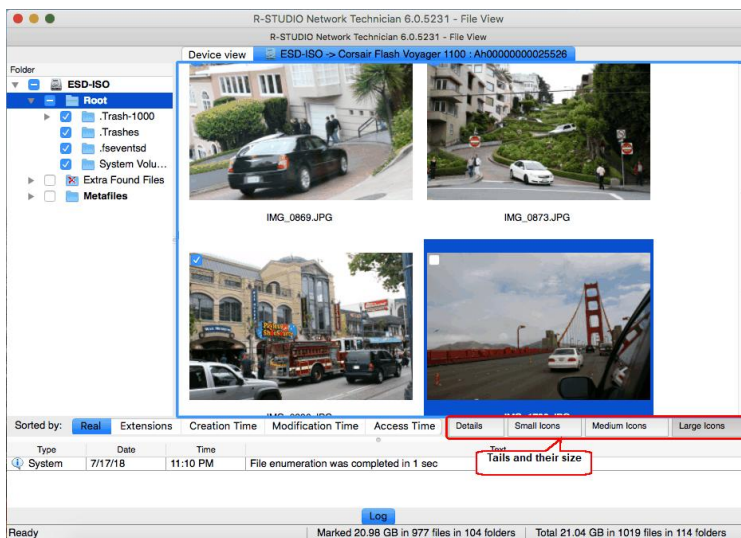 R-STUDIO Network Technician 6.0.5231 - File View
R-STUDIO Network Technician 6.0.5231 - File View
Device view
ESD-ISO -> Corsair Flash Voyager 1100 : Ah00000000025526
Folder
ESD-ISO
Root
.Trash-1000
.Trashes
.fseventsd
System Volu...
Extra Found Files
Metafiles
IMG_0869.JPG
IMG_0873.JPG
Sorted by: Real Extensions Creation Time Modification Time Access Time Details Small Icons Medium Icons Large Icons
Type Date Time Text
System 7/17/18 11:10 PM File enumeration was completed in 1 sec
Tails and their size
Log
Ready Marked 20.98 GB in 977 files in 104 folders Total 21.04 GB in 1019 files in 114 folders